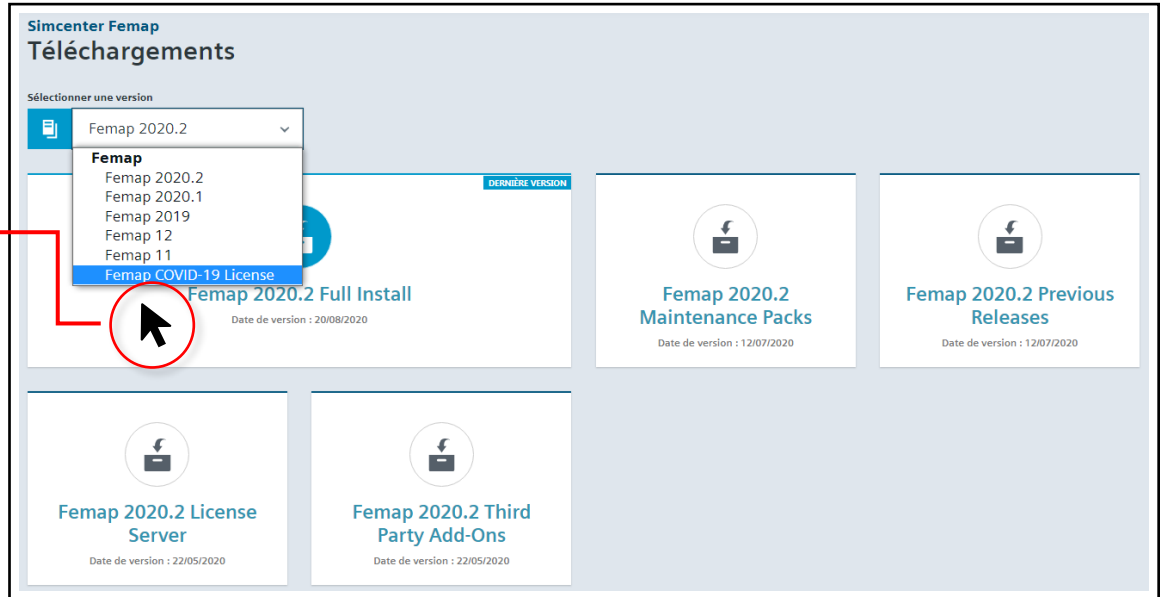 Simcenter Femap
Téléchargements
Sélectionner une version
Femap 2020.2
Femap
Femap 2020.2
Femap 2020.1
Femap 2019
Femap 12
Femap 11
Femap COVID-19 License
DERNIÈRE VERSION
Femap 2020.2 Full Install
Date de version : 20/08/2020
Femap 2020.2
Maintenance Packs
Date de version : 12/07/2020
Femap 2020.2 Previous
Releases
Date de version : 12/07/2020
Femap 2020.2 License
Server
Date de version : 22/05/2020
Femap 2020.2 Third
Party Add-Ons
Date de version : 22/05/2020